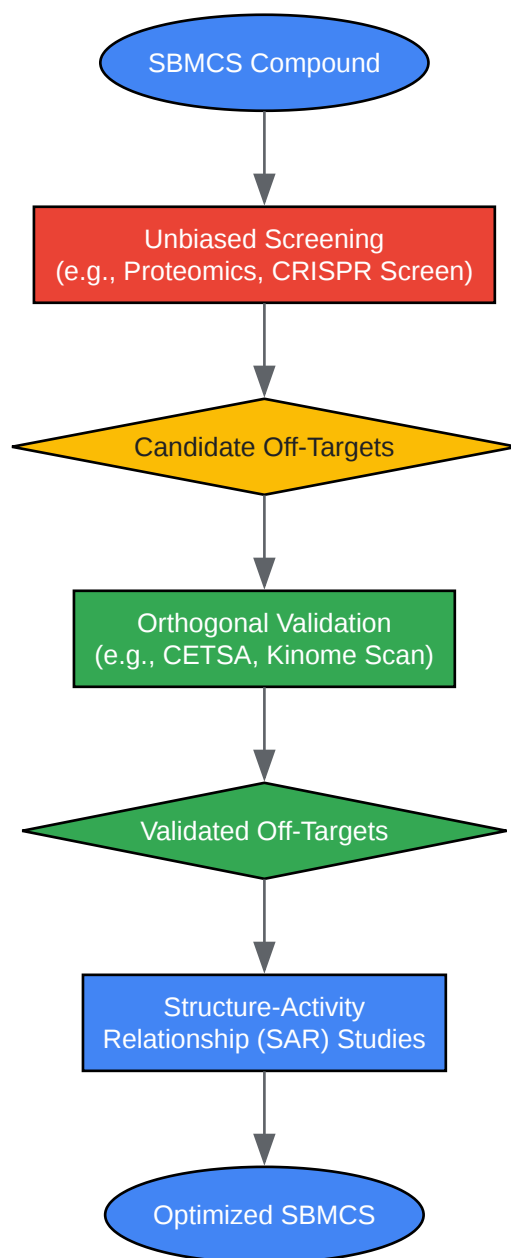 SBMCS Compound
Unbiased Screening
(e.g., Proteomics, CRISPR Screen)
Candidate Off-Targets
Orthogonal Validation
(e.g., CETSA, Kinome Scan)
Validated Off-Targets
Structure-Activity
Relationship (SAR) Studies
Optimized SBMCS